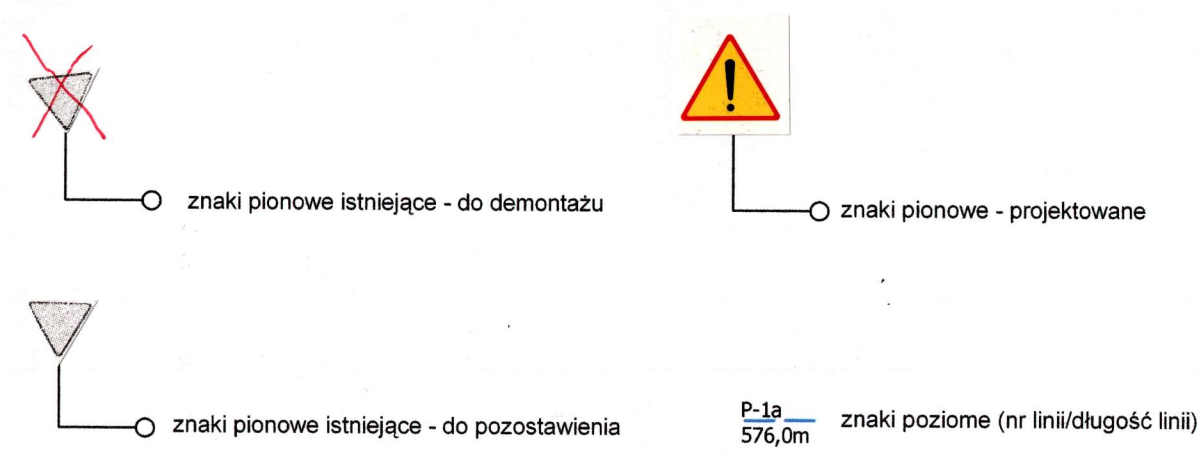 znaki pionowe istniejące - do demontażu
znaki pionowe - projektowane
znaki pionowe istniejące - do pozostawienia
P-1a
576,0m
znaki poziome (nr linii/długość linii)